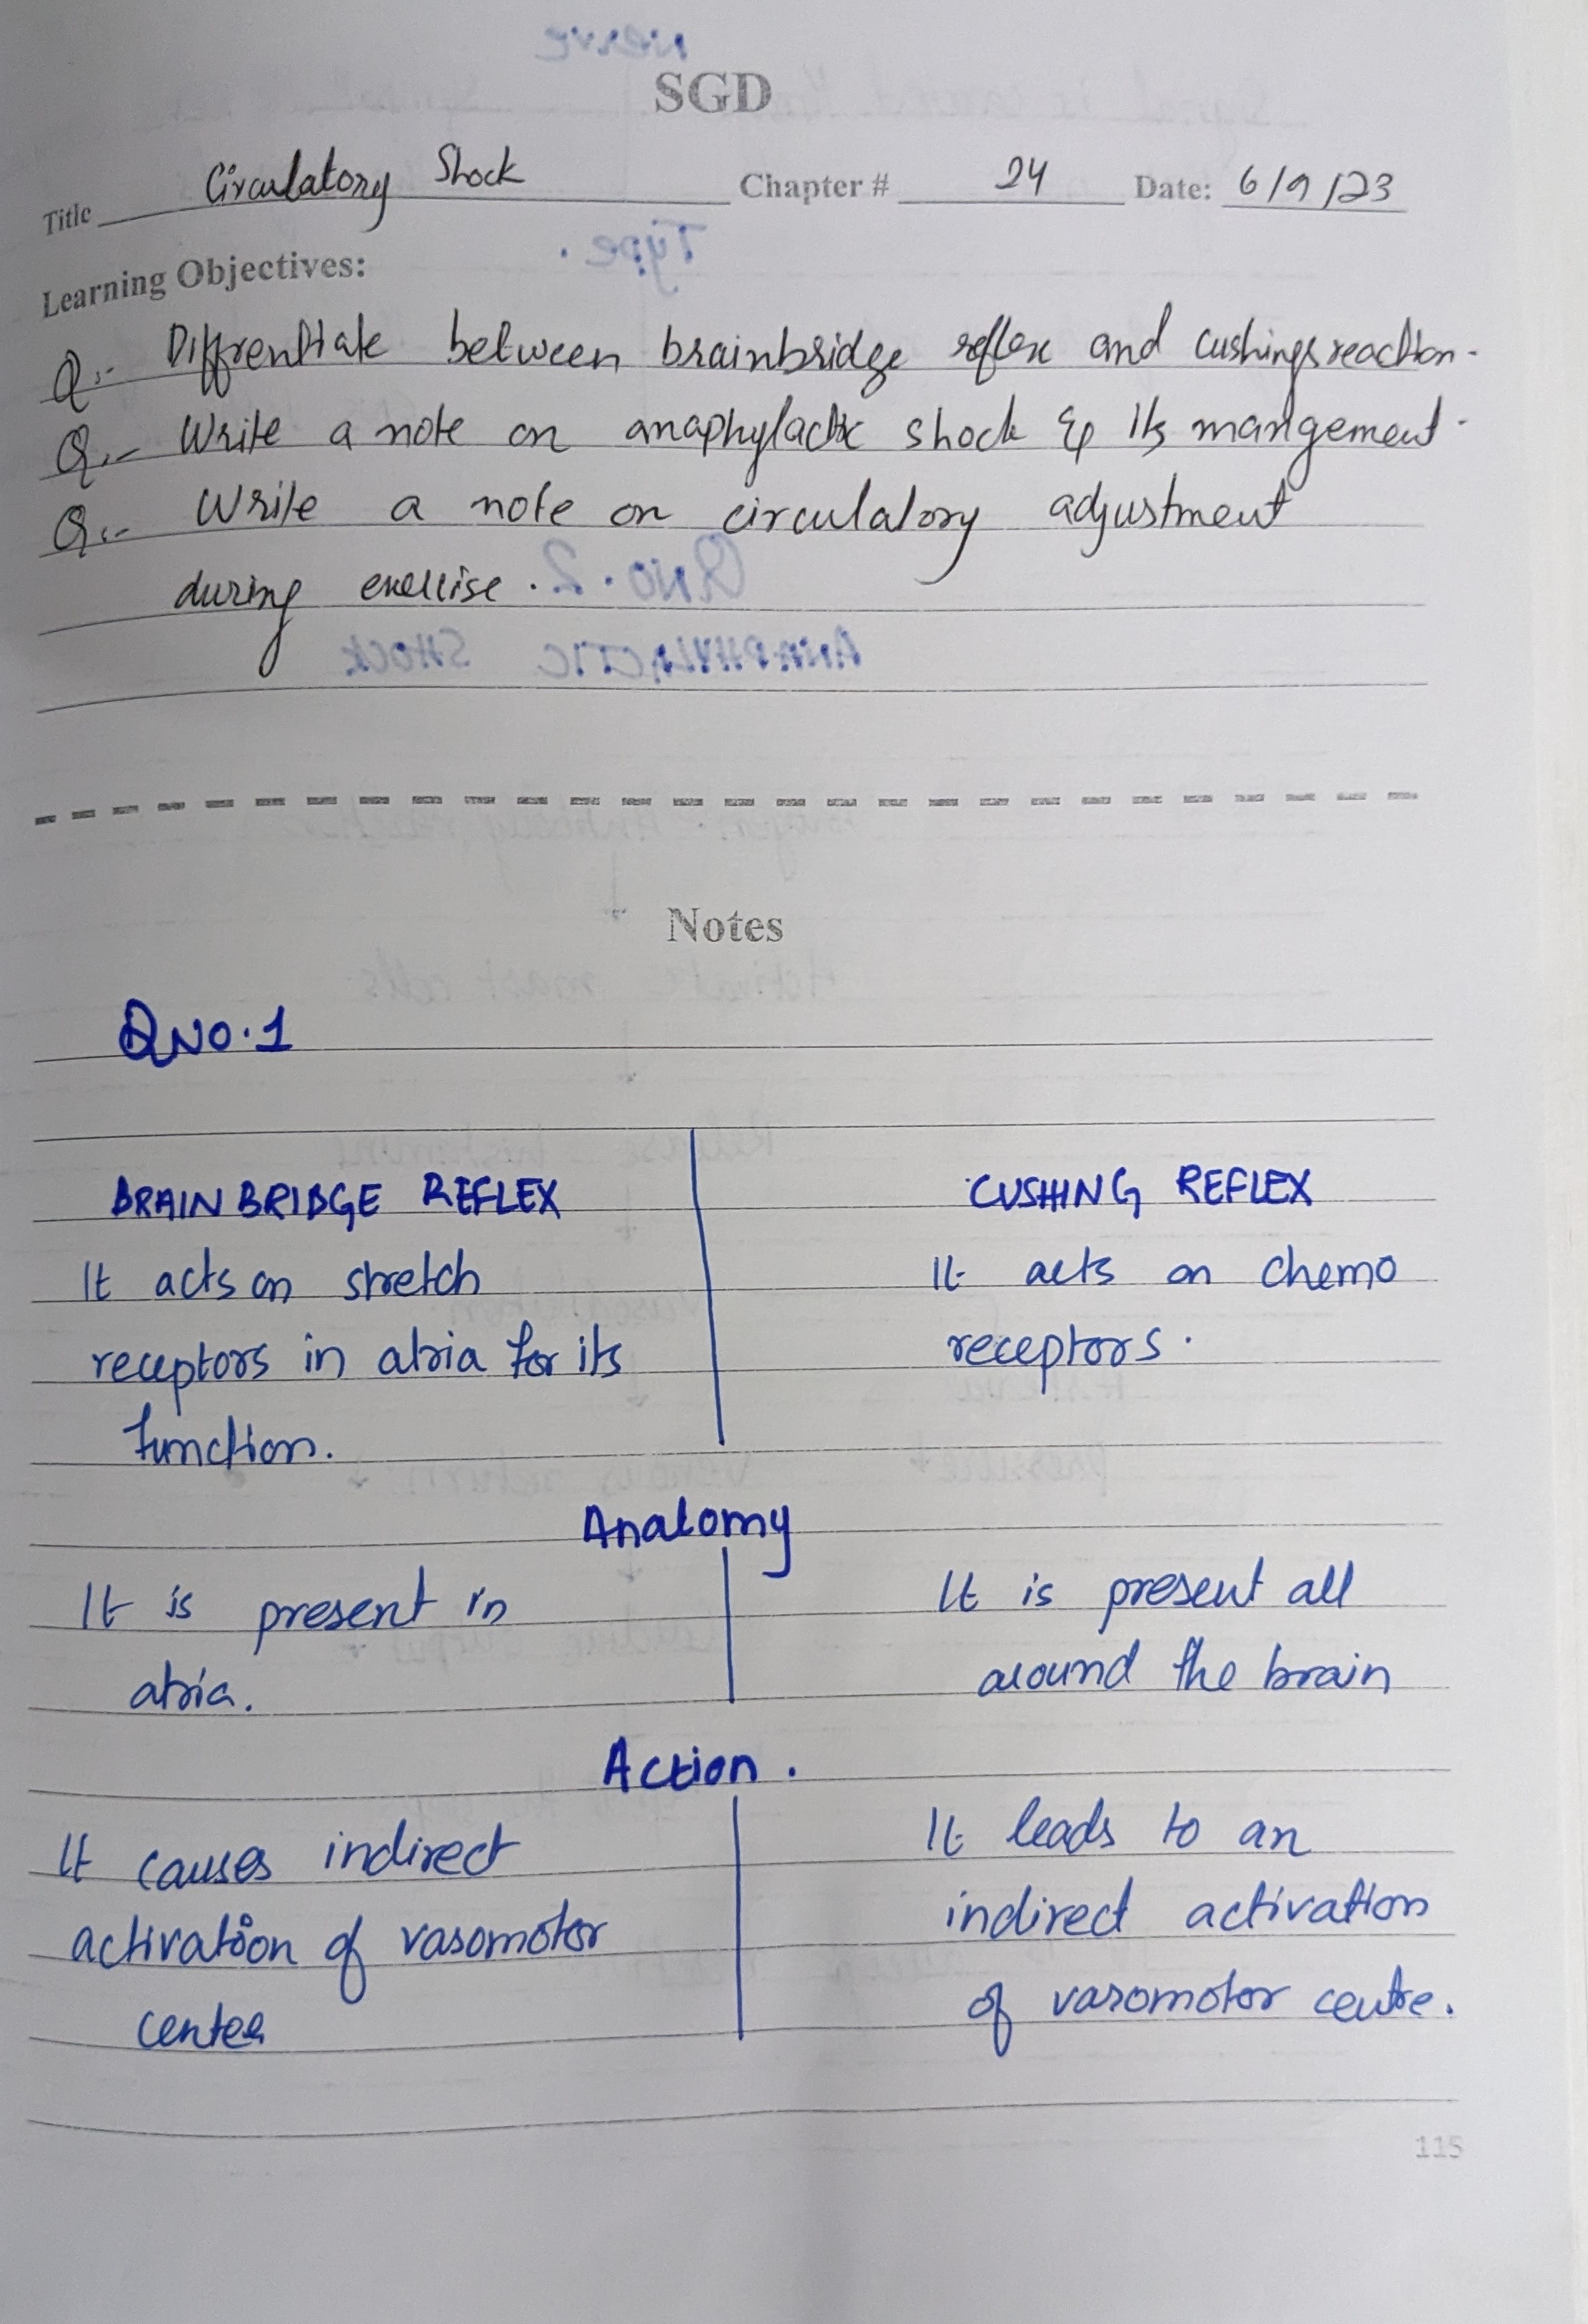 SGD
Title Circulatory Shock Chapter # 24 Date: 6/9/23
Learning Objectives:
Q:- Diffrentiate between brainbridge reflex and cushings reaction.
Q:- Write a note on anaphylactic shock & its mangement.
Q:- Write a note on circulatory adjustment
during exercise.
Notes
QNO.1
BRAINBRIDGE REFLEX CUSHING REFLEX
It acts on stretch It acts on chemo
receptors in atria for its receptors.
function.
Anatomy
It is present in It is present all
atria. around the brain
Action.
It causes indirect It leads to an
activation of vasomotor indirect activation
center of vasomotor centre.
115